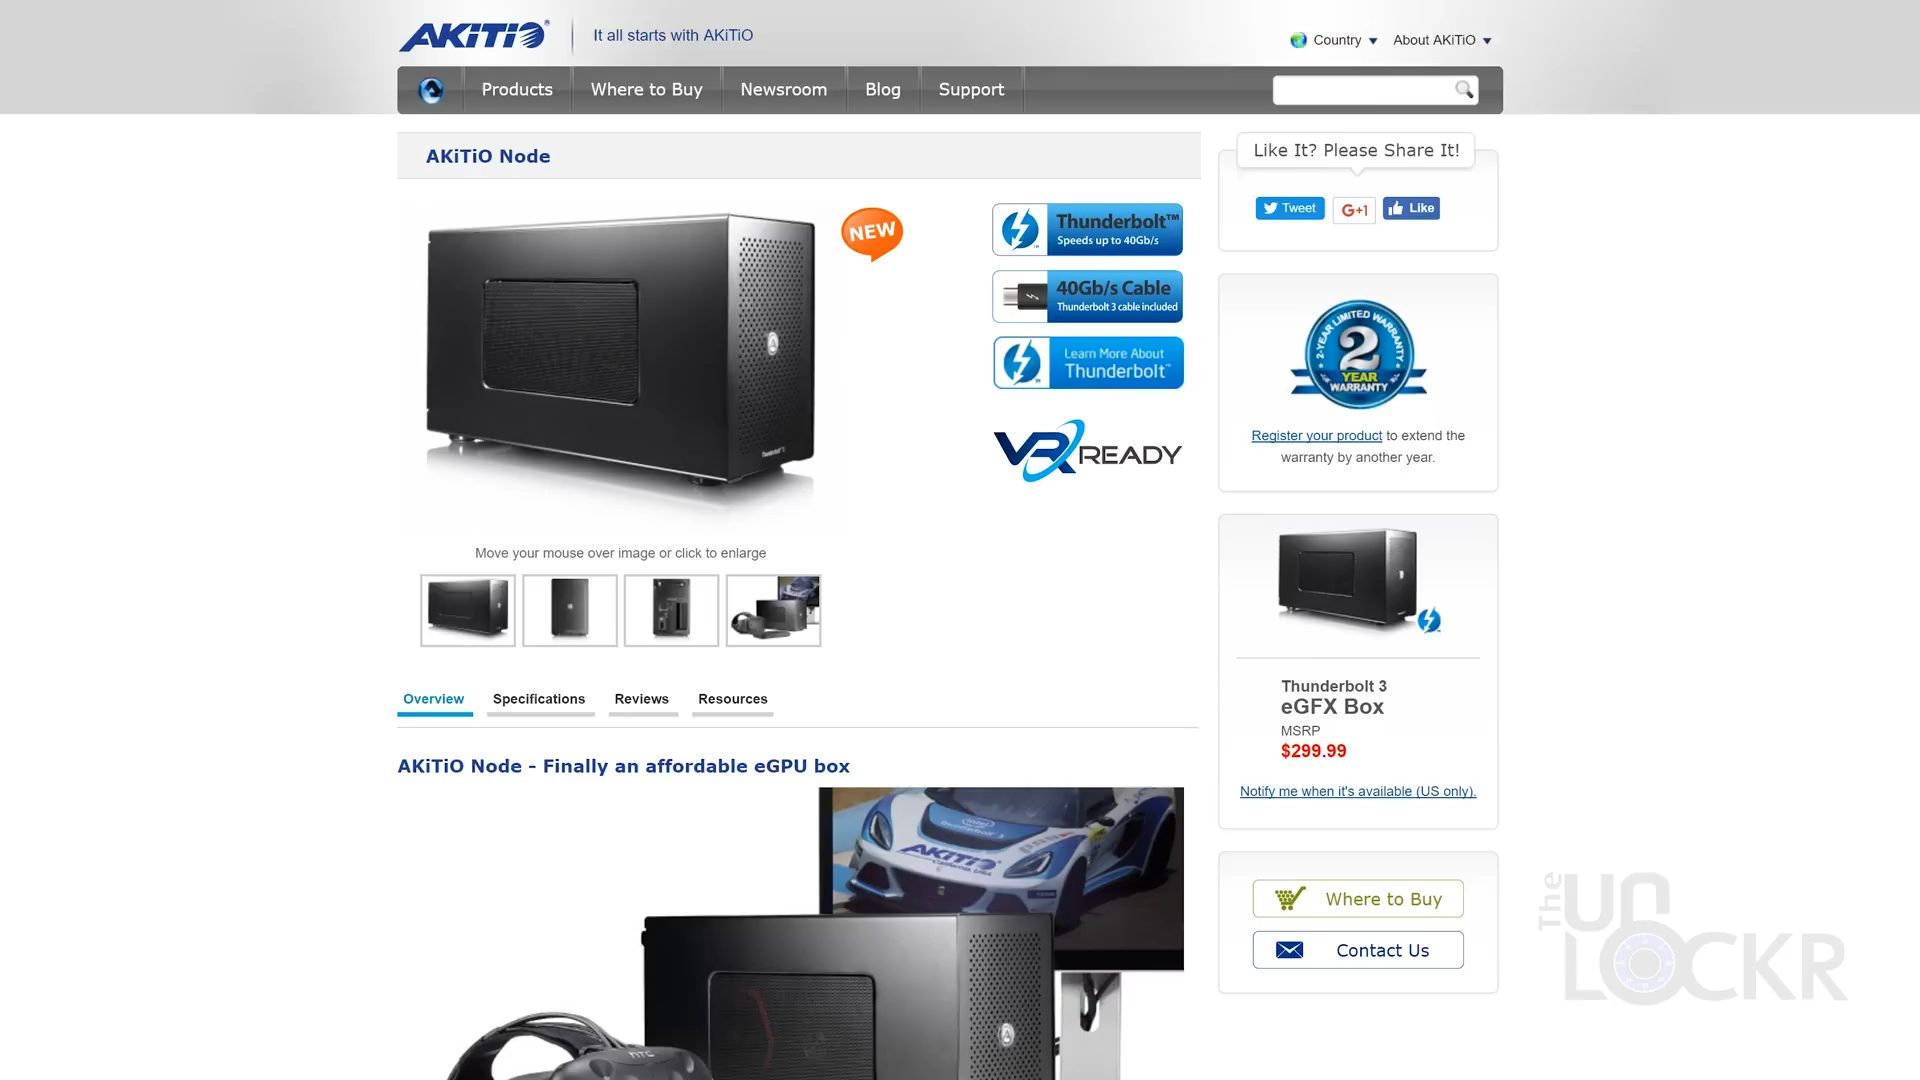 AKiTiO®
It all starts with AKiTiO
Country
About AKiTiO
Products
Where to Buy
Newsroom
Blog
Support
AKiTiO Node
NEW
Thunderbolt™
Speeds up to 40Gb/s
40Gb/s Cable
Thunderbolt 3 cable included
Learn More About
Thunderbolt™
VR READY
Move your mouse over image or click to enlarge
Overview
Specifications
Reviews
Resources
AKiTiO Node - Finally an affordable eGPU box
intel
Thunderbolt 3
AKiTiO
hTC
Like It? Please Share It!
Tweet
G+1
Like
2-YEAR LIMITED WARRANTY
2
YEAR
WARRANTY
Register your product to extend the
warranty by another year.
Thunderbolt 3
eGFX Box
MSRP
$299.99
Notify me when it's available (US only).
Where to Buy
Contact Us
The UNLOCKR